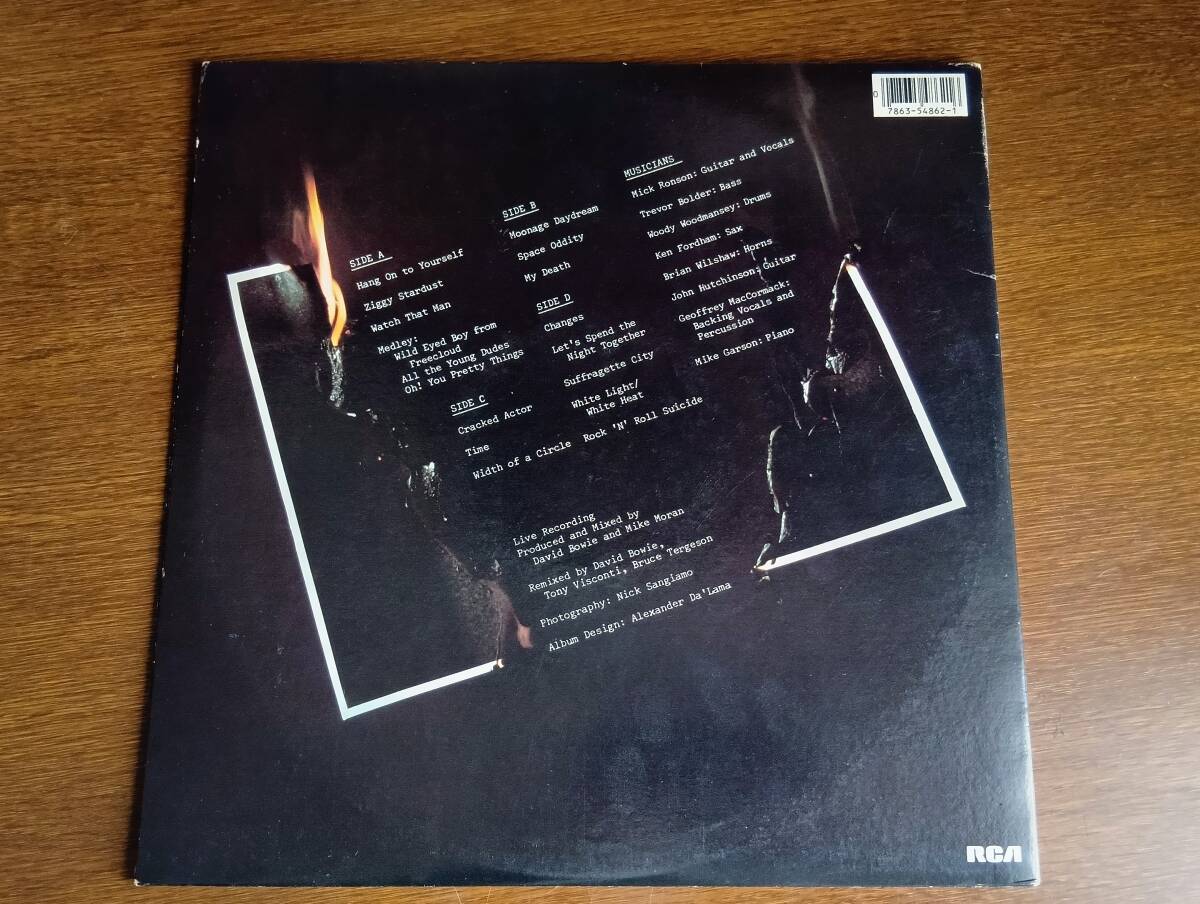 0
7863-54862-1
SIDE A
Hang On to Yourself
Ziggy Stardust
Watch That Man
Medley:
Wild Eyed Boy from
Freecloud
All the Young Dudes
Oh! You Pretty Things
SIDE B
Moonage Daydream
Space Oddity
My Death
SIDE C
Cracked Actor
Time
Width of a Circle
SIDE D
Changes
Let's Spend the
Night Together
Suffragette City
White Light/
White Heat
Rock 'N' Roll Suicide
MUSICIANS
Mick Ronson: Guitar and Vocals
Trevor Bolder: Bass
Woody Woodmansey: Drums
Ken Fordham: Sax
Brian Wilshaw: Horns
John Hutchinson: Guitar
Geoffrey MacCormack:
Backing Vocals and
Percussion
Mike Garson: Piano
Live Recording
Produced and Mixed by
David Bowie and Mike Moran
Remixed by David Bowie,
Tony Visconti, Bruce Tergeson
Photography: Nick Sangiamo
Album Design: Alexander Da'Lama
RCA